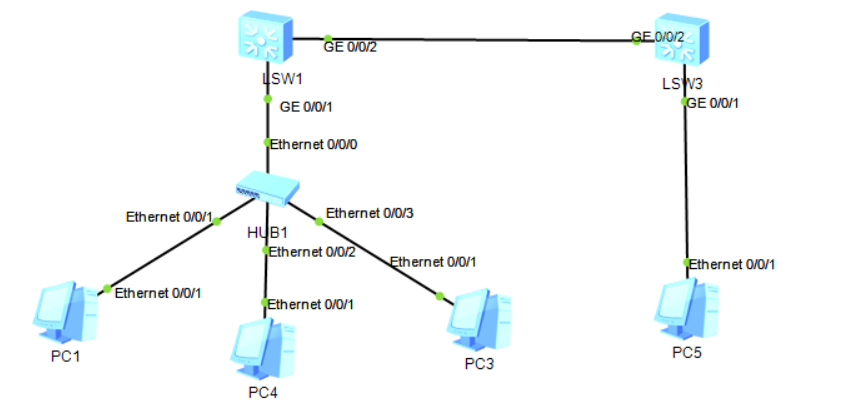 GE 0/0/2
GE 0/0/2
LSW1
LSW3
GE 0/0/1
GE 0/0/1
Ethernet 0/0/0
Ethernet 0/0/1
Ethernet 0/0/3
HUB1
Ethernet 0/0/2
Ethernet 0/0/1
Ethernet 0/0/1
Ethernet 0/0/1
Ethernet 0/0/1
PC1
PC4
PC3
PC5